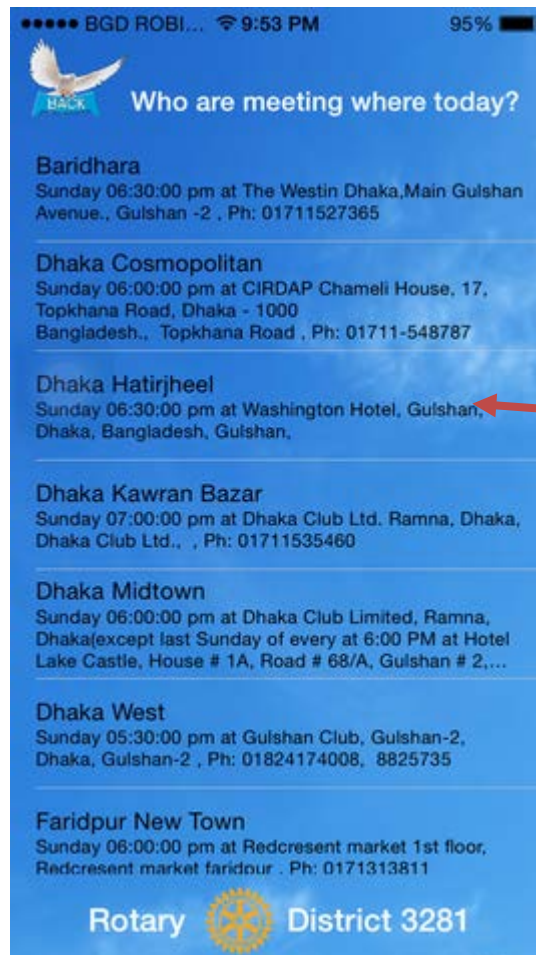 BGD ROBI... 9:53 PM 95%
BACK
Who are meeting where today?
Baridhara
Sunday 06:30:00 pm at The Westin Dhaka,Main Gulshan
Avenue., Gulshan -2 , Ph: 01711527365
Dhaka Cosmopolitan
Sunday 06:00:00 pm at CIRDAP Chameli House, 17,
Topkhana Road, Dhaka - 1000
Bangladesh., Topkhana Road , Ph: 01711-548787
Dhaka Hatirjheel
Sunday 06:30:00 pm at Washington Hotel, Gulshan,
Dhaka, Bangladesh, Gulshan,
Dhaka Kawran Bazar
Sunday 07:00:00 pm at Dhaka Club Ltd. Ramna, Dhaka,
Dhaka Club Ltd., , Ph: 01711535460
Dhaka Midtown
Sunday 06:00:00 pm at Dhaka Club Limited, Ramna,
Dhaka(except last Sunday of every at 6:00 PM at Hotel
Lake Castle, House # 1A, Road # 68/A, Gulshan # 2,...
Dhaka West
Sunday 05:30:00 pm at Gulshan Club, Gulshan-2,
Dhaka, Gulshan-2 , Ph: 01824174008, 8825735
Faridpur New Town
Sunday 06:00:00 pm at Redcresent market 1st floor,
Redcresent market faridpur , Ph: 0171313811
Rotary District 3281